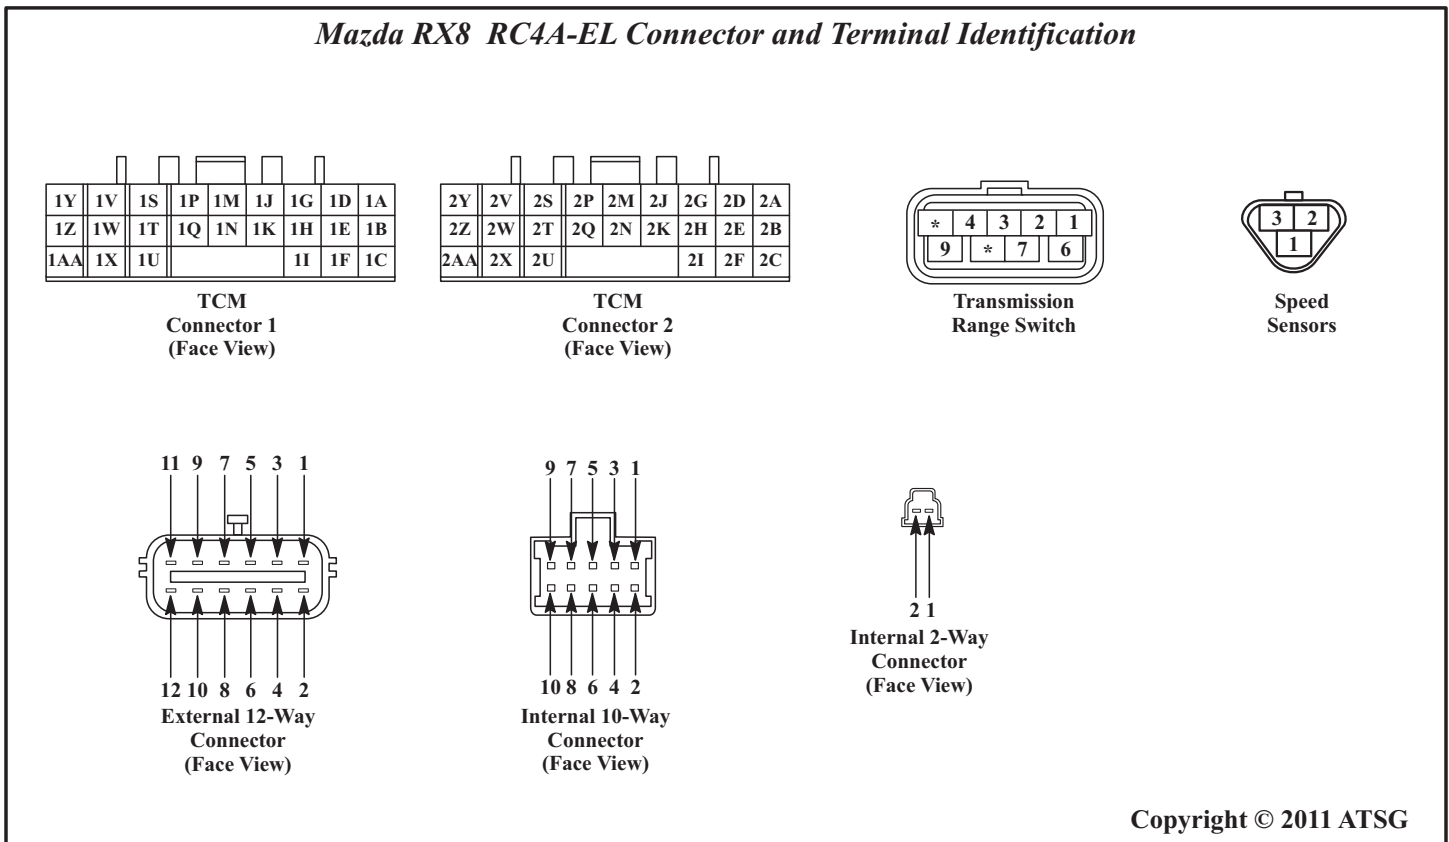 Mazda RX8 RC4A-EL Connector and Terminal Identification
1Y 1V 1S 1P 1M 1J 1G 1D 1A
1Z 1W 1T 1Q 1N 1K 1H 1E 1B
1AA 1X 1U 1I 1F 1C
TCM
Connector 1
(Face View)
2Y 2V 2S 2P 2M 2J 2G 2D 2A
2Z 2W 2T 2Q 2N 2K 2H 2E 2B
2AA 2X 2U 2I 2F 2C
TCM
Connector 2
(Face View)
* 4 3 2 1
9 * 7 6
Transmission
Range Switch
3 2
1
Speed
Sensors
11 9 7 5 3 1
12 10 8 6 4 2
External 12-Way
Connector
(Face View)
9 7 5 3 1
10 8 6 4 2
Internal 10-Way
Connector
(Face View)
2 1
Internal 2-Way
Connector
(Face View)
Copyright © 2011 ATSG